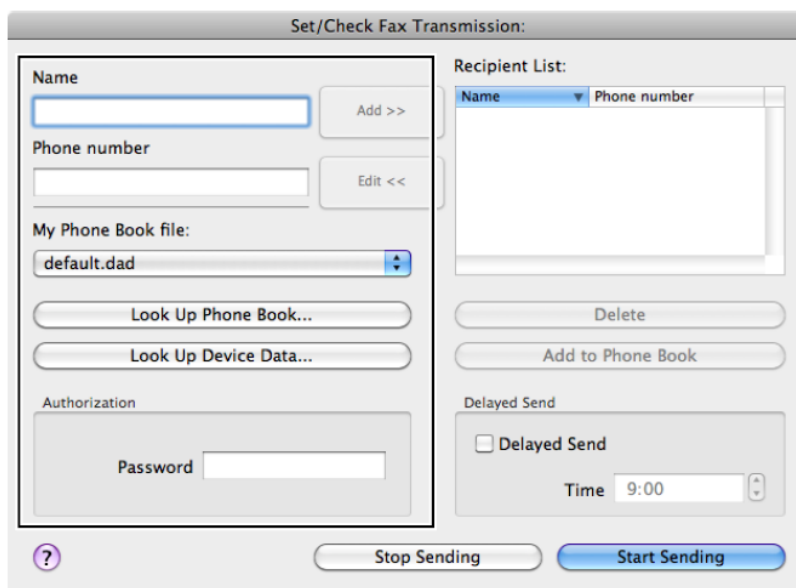 Set/Check Fax Transmission:
Name
Add >>
Phone number
Edit <<
My Phone Book file:
default.dad
Look Up Phone Book...
Look Up Device Data...
Authorization
Password
Recipient List:
Name Phone number
Delete
Add to Phone Book
Delayed Send
Delayed Send
Time 9:00
?
Stop Sending
Start Sending